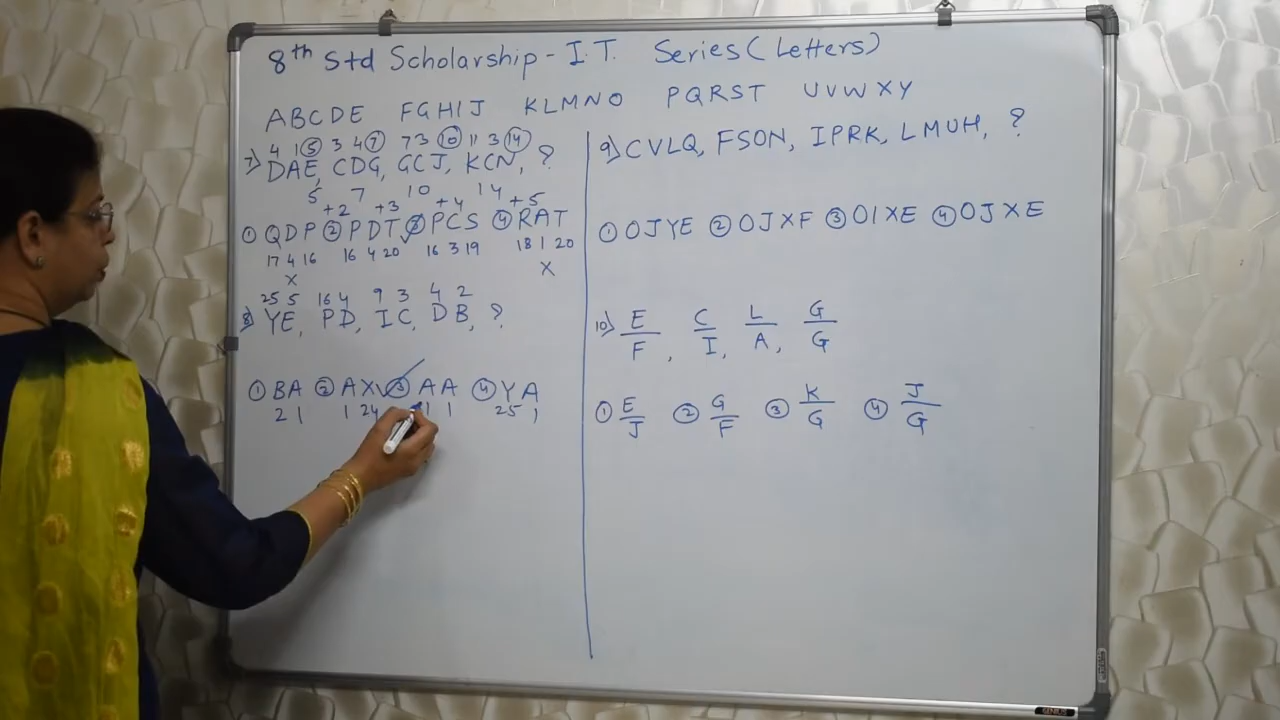 8th Std Scholarship - I.T. Series (Letters)
ABCDE FGHIJ KLMNO PQRST UVWXY
4 1 5 3 4 7 7 3 10 11 3 14
7) DAE, CDG, GCJ, KCN, ?
5 7 10 14
+2 +3 +4 +5
① QDP ② PDT ③ PCS ④ RAT
17 4 16 16 4 20 16 3 19 18 1 20
X X
25 5 16 4 9 3 4 2
8) YE, PD, IC, DB, ?
① BA ② AX ③ AA ④ YA
2 1 1 24 1 1 25 1
9) CVLQ, FSON, IPRK, LMUH, ?
① OJYE ② OJXF ③ OIXE ④ OJXE
10) E C L G
F , I , A , G
① E ② G ③ K ④ J
J F G G